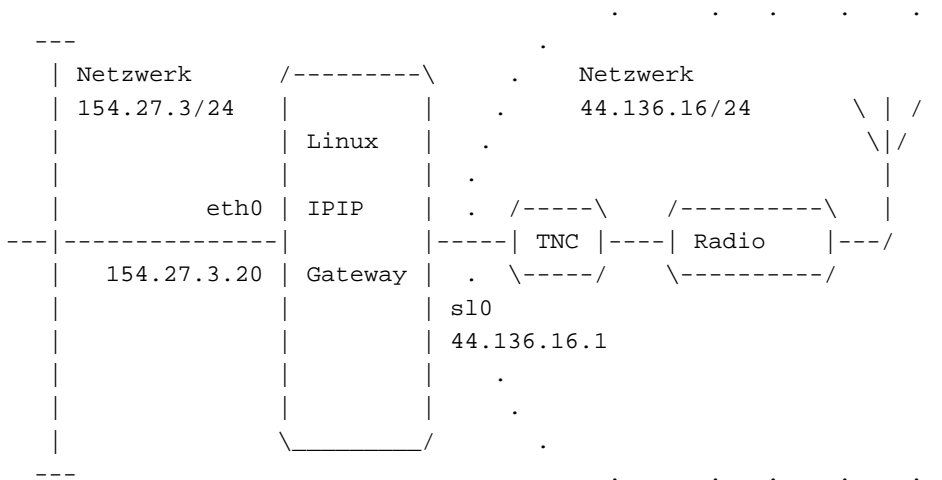 Netzwerk Netzwerk
154.27.3/24 44.136.16/24
Linux
eth0 IPIP
TNC Radio
154.27.3.20 Gateway
sl0
44.136.16.1